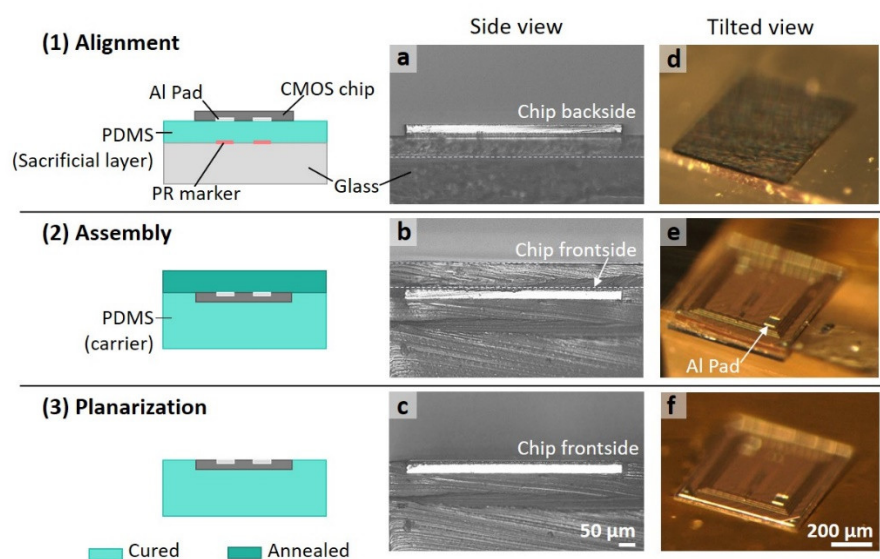 Side view
Tilted view
(1) Alignment
a
d
Al Pad
CMOS chip
Chip backside
PDMS
(Sacrificial layer)
PR marker
Glass
(2) Assembly
b
e
Chip frontside
PDMS
(carrier)
Al Pad
(3) Planarization
c
f
Chip frontside
50 µm
200 µm
Cured
Annealed